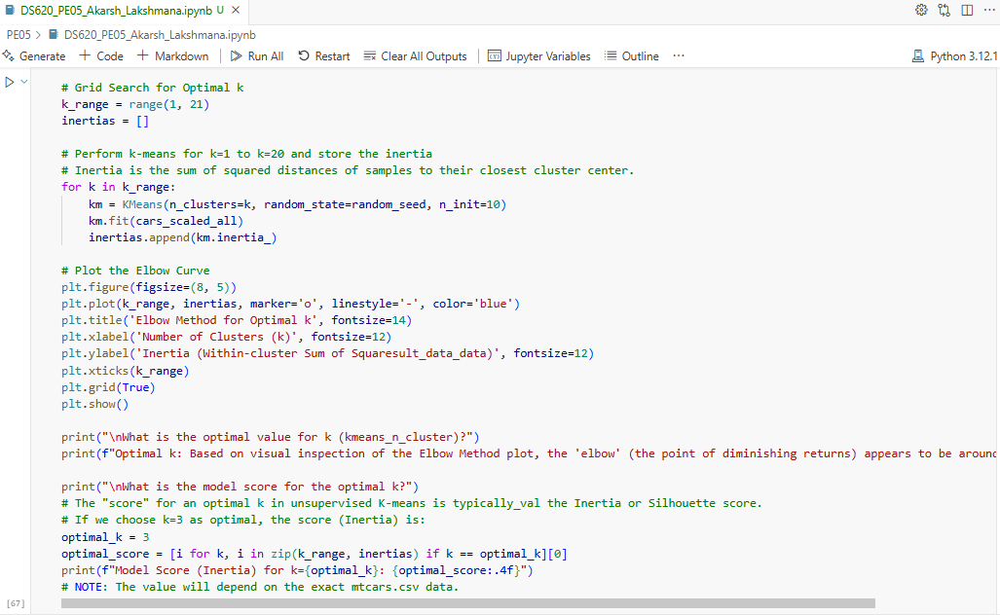 DS620_PE05_Akarsh_Lakshmana.ipynb U
PE05 > DS620_PE05_Akarsh_Lakshmana.ipynb
Generate + Code + Markdown Run All Restart Clear All Outputs Jupyter Variables Outline ... Python 3.12.1
# Grid Search for Optimal k
k_range = range(1, 21)
inertias = []
# Perform k-means for k=1 to k=20 and store the inertia
# Inertia is the sum of squared distances of samples to their closest cluster center.
for k in k_range:
    km = KMeans(n_clusters=k, random_state=random_seed, n_init=10)
    km.fit(cars_scaled_all)
    inertias.append(km.inertia_)
# Plot the Elbow Curve
plt.figure(figsize=(8, 5))
plt.plot(k_range, inertias, marker='o', linestyle='-', color='blue')
plt.title('Elbow Method for Optimal k', fontsize=14)
plt.xlabel('Number of Clusters (k)', fontsize=12)
plt.ylabel('Inertia (Within-cluster Sum of Squaresult_data_data)', fontsize=12)
plt.xticks(k_range)
plt.grid(True)
plt.show()
print("\nWhat is the optimal value for k (kmeans_n_cluster)?")
print(f"Optimal k: Based on visual inspection of the Elbow Method plot, the 'elbow' (the point of diminishing returns) appears to be
print("\nWhat is the model score for the optimal k?")
# The "score" for an optimal k in unsupervised K-means is typically_val the Inertia or Silhouette score.
# If we choose k=3 as optimal, the score (Inertia) is:
optimal_k = 3
optimal_score = [i for k, i in zip(k_range, inertias) if k == optimal_k][0]
print(f"Model Score (Inertia) for k={optimal_k}: {optimal_score:.4f}")
# NOTE: The value will depend on the exact mtcars.csv data.
[67]